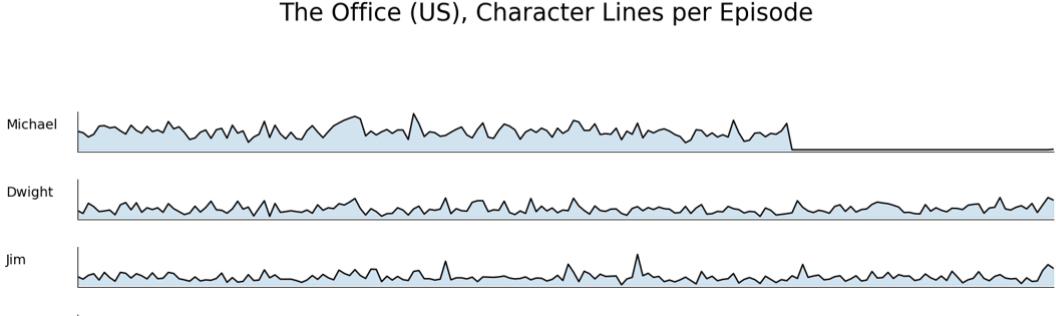 The Office (US), Character Lines per Episode
Michael
Dwight
Jim